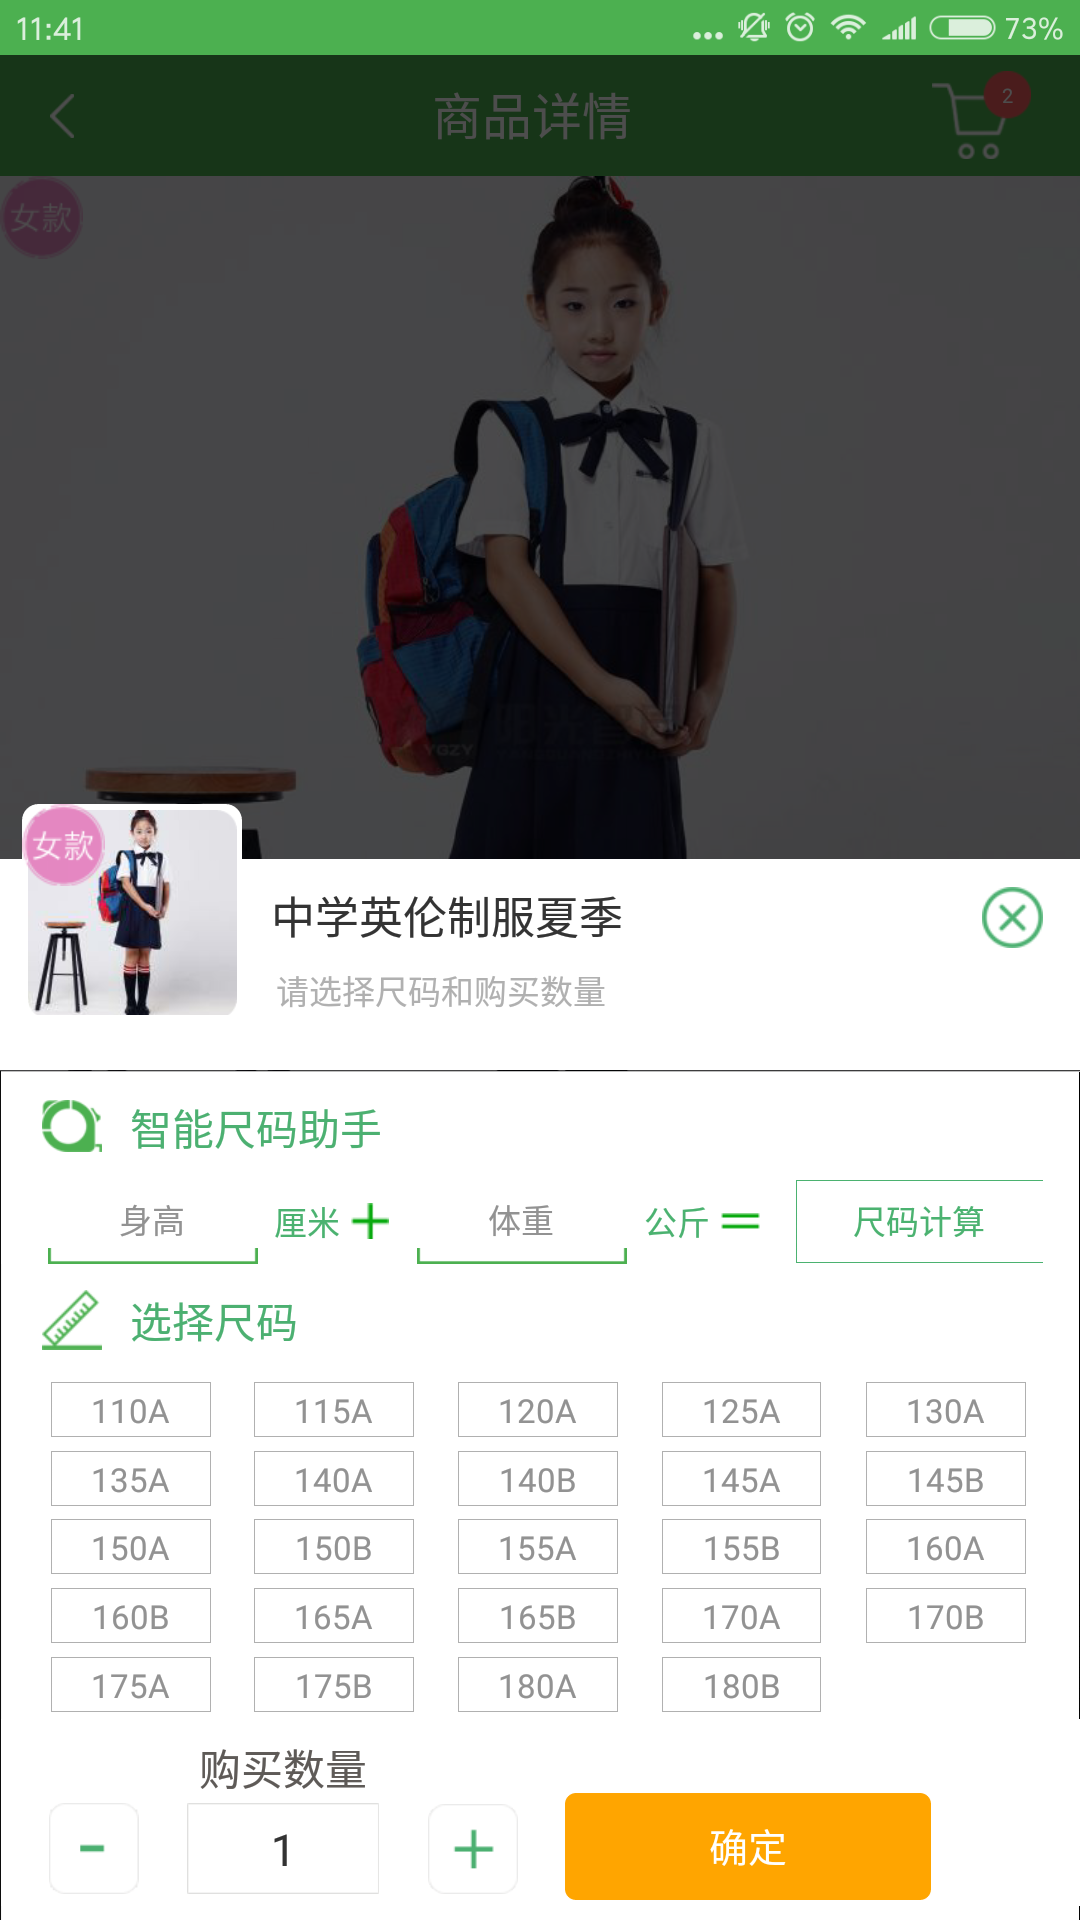 11:41
73%
商品详情
2
女款
YGZY
女款
中学英伦制服夏季
请选择尺码和购买数量
智能尺码助手
身高 厘米 + 体重 公斤 = 尺码计算
选择尺码
110A 115A 120A 125A 130A
135A 140A 140B 145A 145B
150A 150B 155A 155B 160A
160B 165A 165B 170A 170B
175A 175B 180A 180B
购买数量
- 1 + 确定